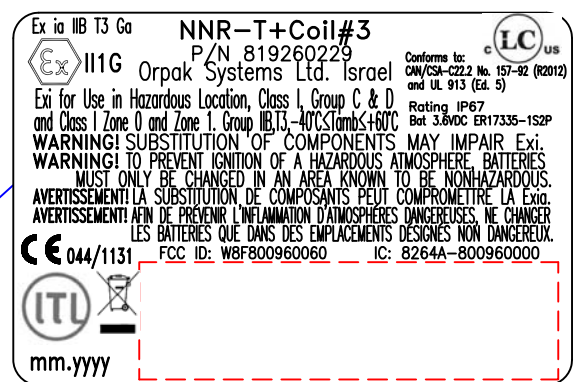 Ex ia IIB T3 Ga
NNR-T+Coil#3
Ex II1G
P/N 819260229
Orpak Systems Ltd. Israel
c LC us
Conforms to:
CAN/CSA-C22.2 No. 157-92 (R2012)
and UL 913 (Ed. 5)
Exi for Use in Hazardous Location, Class I, Group C & D
and Class I Zone 0 and Zone 1. Group IIB,T3,-40°C≤Tamb≤+60°C
Rating IP67
Bat 3.6VDC ER17335-1S2P
WARNING! SUBSTITUTION OF COMPONENTS MAY IMPAIR Exi.
WARNING! TO PREVENT IGNITION OF A HAZARDOUS ATMOSPHERE, BATTERIES
MUST ONLY BE CHANGED IN AN AREA KNOWN TO BE NONHAZARDOUS.
AVERTISSEMENT! LA SUBSTITUTION DE COMPOSANTS PEUT COMPROMETTRE LA Exia.
AVERTISSEMENT! AFIN DE PRÉVENIR L'INFLAMMATION D'ATMOSPHÈRES DANGEREUSES, NE CHANGER
LES BATTERIES QUE DANS DES EMPLACEMENTS DÉSIGNÉS NON DANGEREUX.
CE 044/1131
FCC ID: W8F800960060 IC: 8264A-800960000
ITL
mm.yyyy